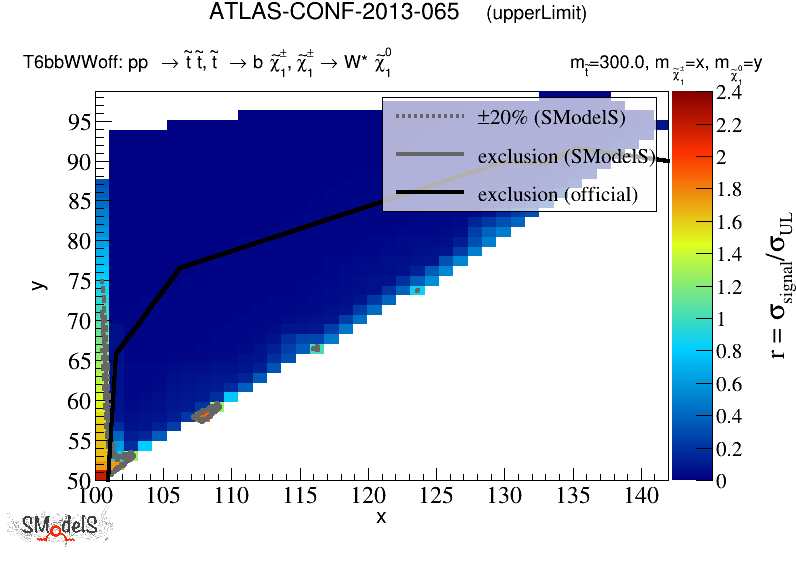 ATLAS-CONF-2013-065 (upperLimit)
T6bbWWoff: pp → t̃ t̃, t̃ → b χ̃₁±, χ̃₁± → W* χ̃₁⁰
m_t̃=300.0, m_χ̃₁±=x, m_χ̃₁⁰=y
±20% (SModelS)
exclusion (SModelS)
exclusion (official)
95
90
85
80
75
70
65
60
55
50
y
100 105 110 115 120 125 130 135 140
x
2.4
2.2
2
1.8
1.6
1.4
1.2
1
0.8
0.6
0.4
0.2
0
r = σ_signal/σ_UL
SModelS